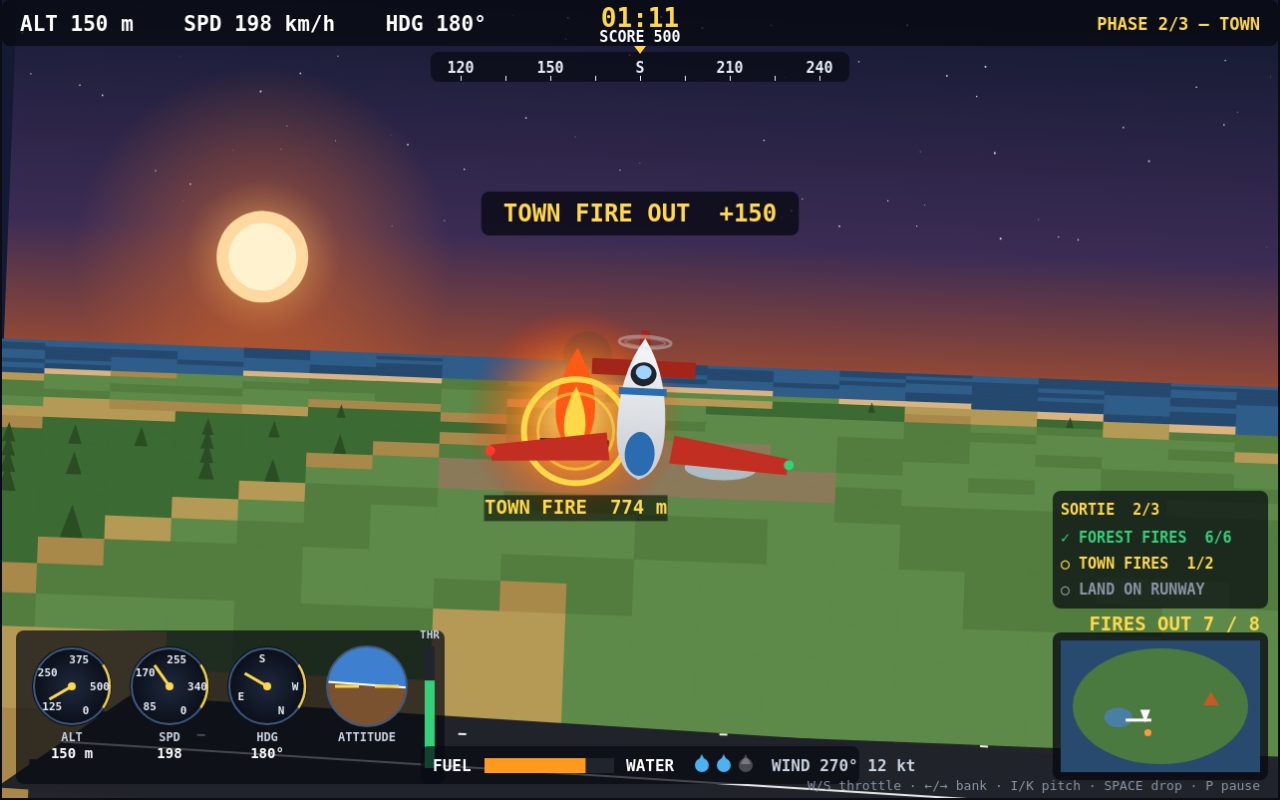 ALT 150 m SPD 198 km/h HDG 180°
01:11
SCORE 500
PHASE 2/3 — TOWN
120 150 S 210 240
TOWN FIRE OUT +150
TOWN FIRE 774 m
SORTIE 2/3
✓ FOREST FIRES 6/6
○ TOWN FIRES 1/2
○ LAND ON RUNWAY
FIRES OUT 7 / 8
THR
375 250 500 125 0
255 170 340 85 0
S W E N
ALT SPD HDG ATTITUDE
150 m 198 180°
FUEL WATER WIND 270° 12 kt
W/S throttle · ←/→ bank · I/K pitch · SPACE drop · P pause